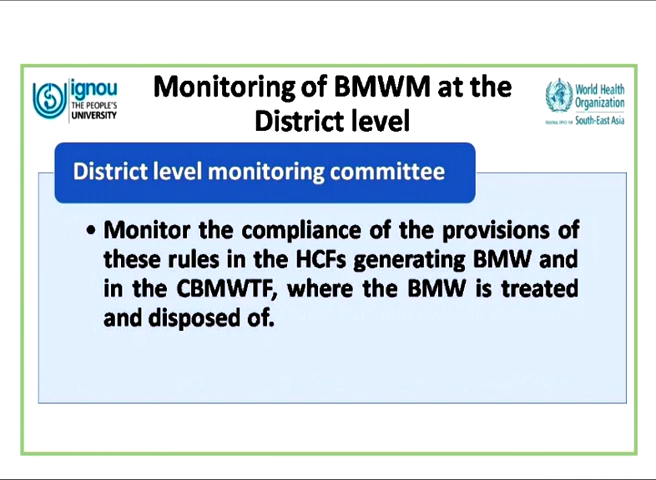 ignou
THE PEOPLE'S
UNIVERSITY
Monitoring of BMWM at the
District level
World Health
Organization
South-East Asia
District level monitoring committee
• Monitor the compliance of the provisions of
these rules in the HCFs generating BMW and
in the CBMWTF, where the BMW is treated
and disposed of.